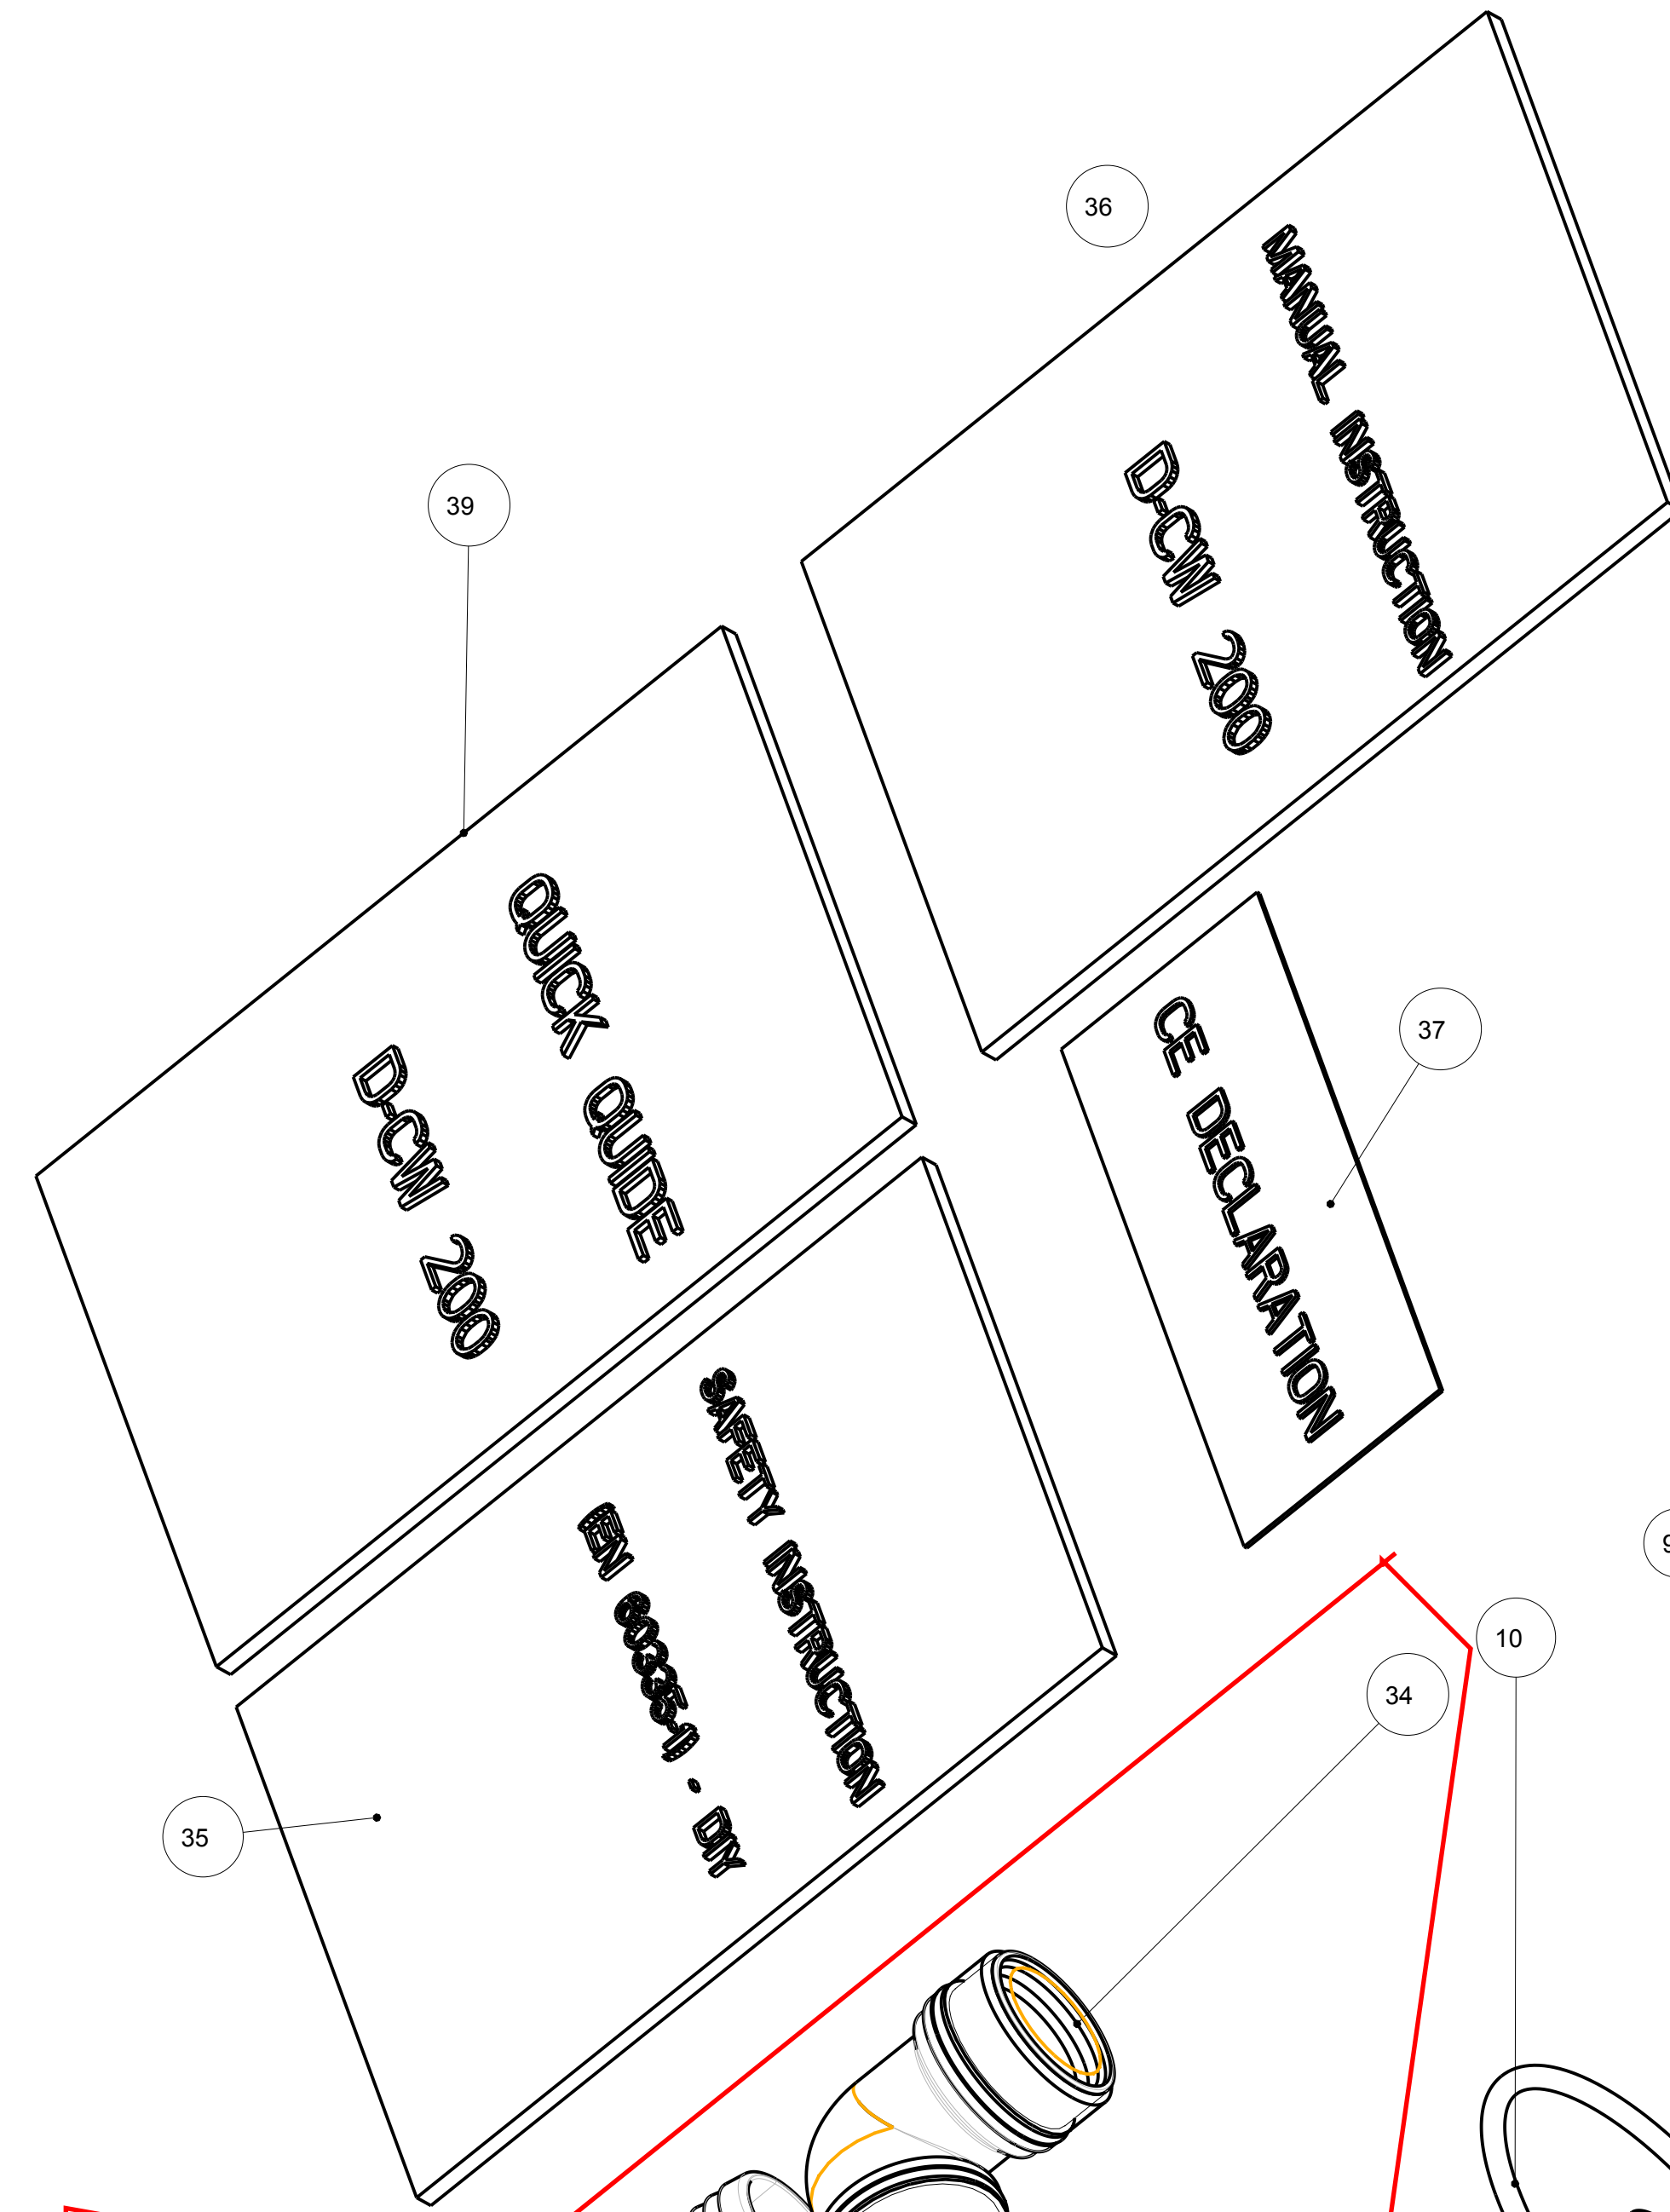 36
MANUAL INSTRUCTION
D-CW 200
39
QUICK QUIDE
D-CW 200
37
CE DECLARATION
SAFETY INSTRUCTION
(EN 60335-1) - DIY
35
10
34